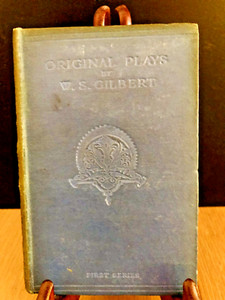 ORIGINAL PLAYS
BY
W. S. GILBERT
FIRST SERIES